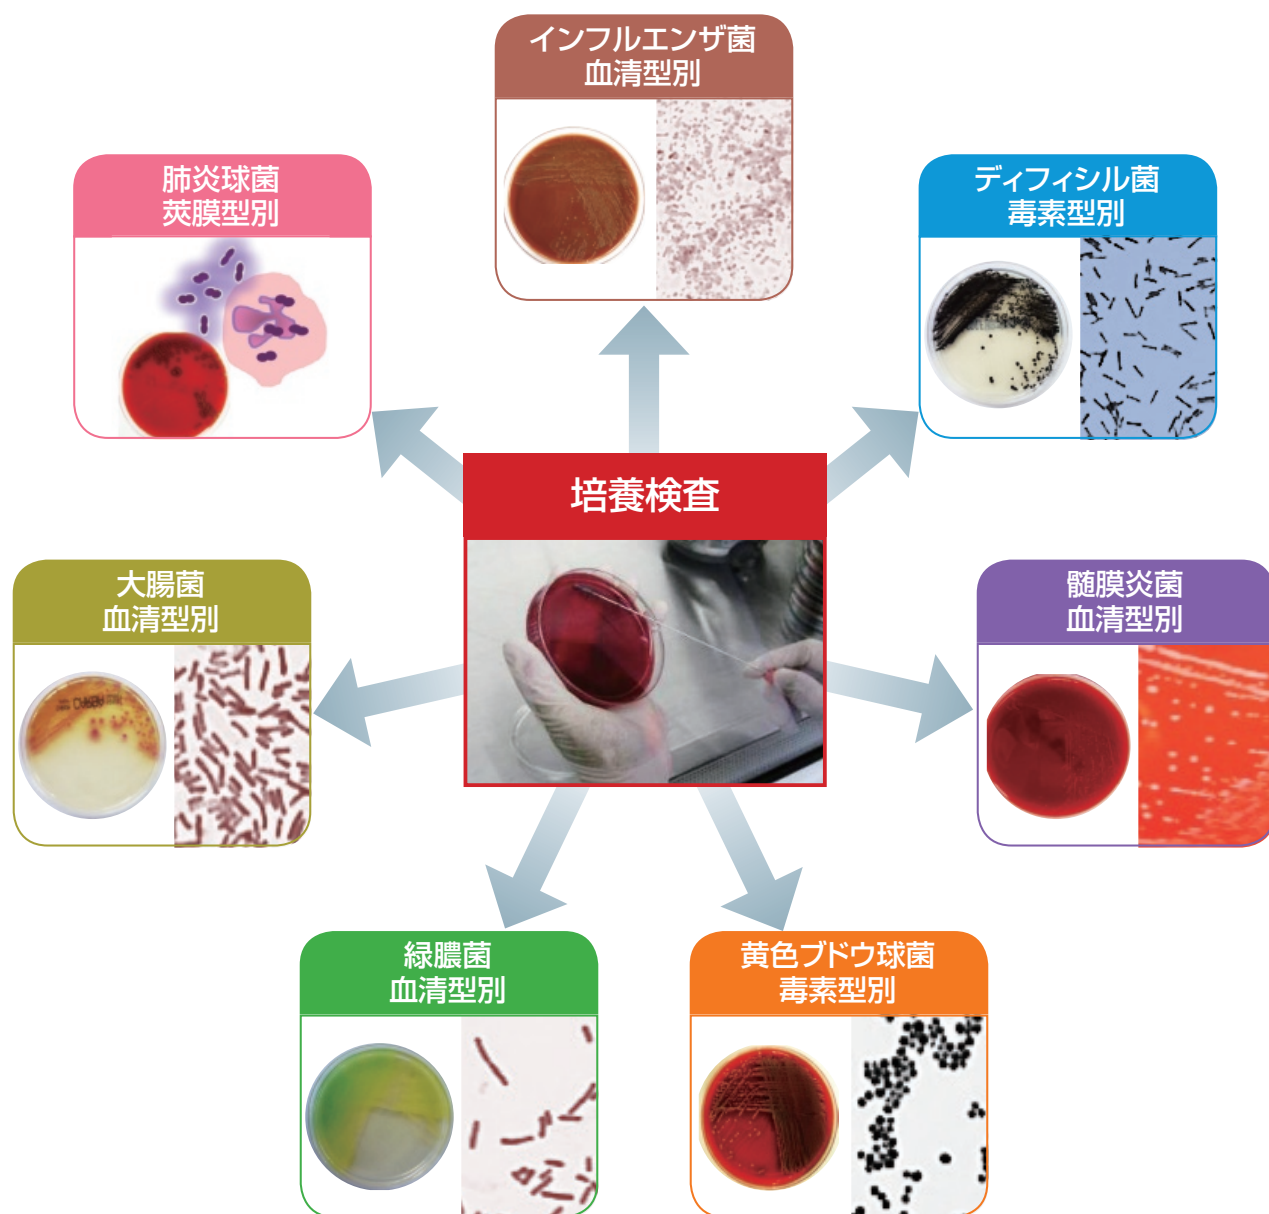 インフルエンザ菌
血清型別
肺炎球菌
莢膜型別
ディフィシル菌
毒素型別
培養検査
大腸菌
血清型別
髄膜炎菌
血清型別
緑膿菌
血清型別
黄色ブドウ球菌
毒素型別